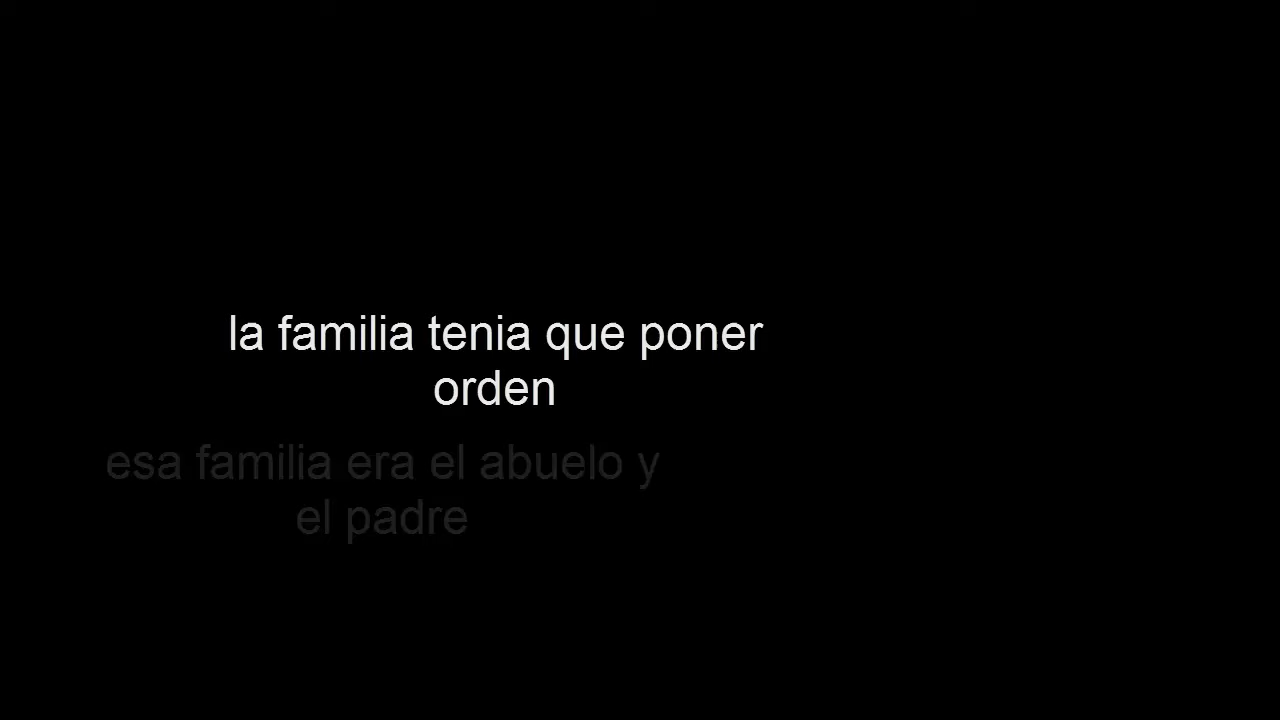 la familia tenia que poner
orden
esa familia era el abuelo y
el padre